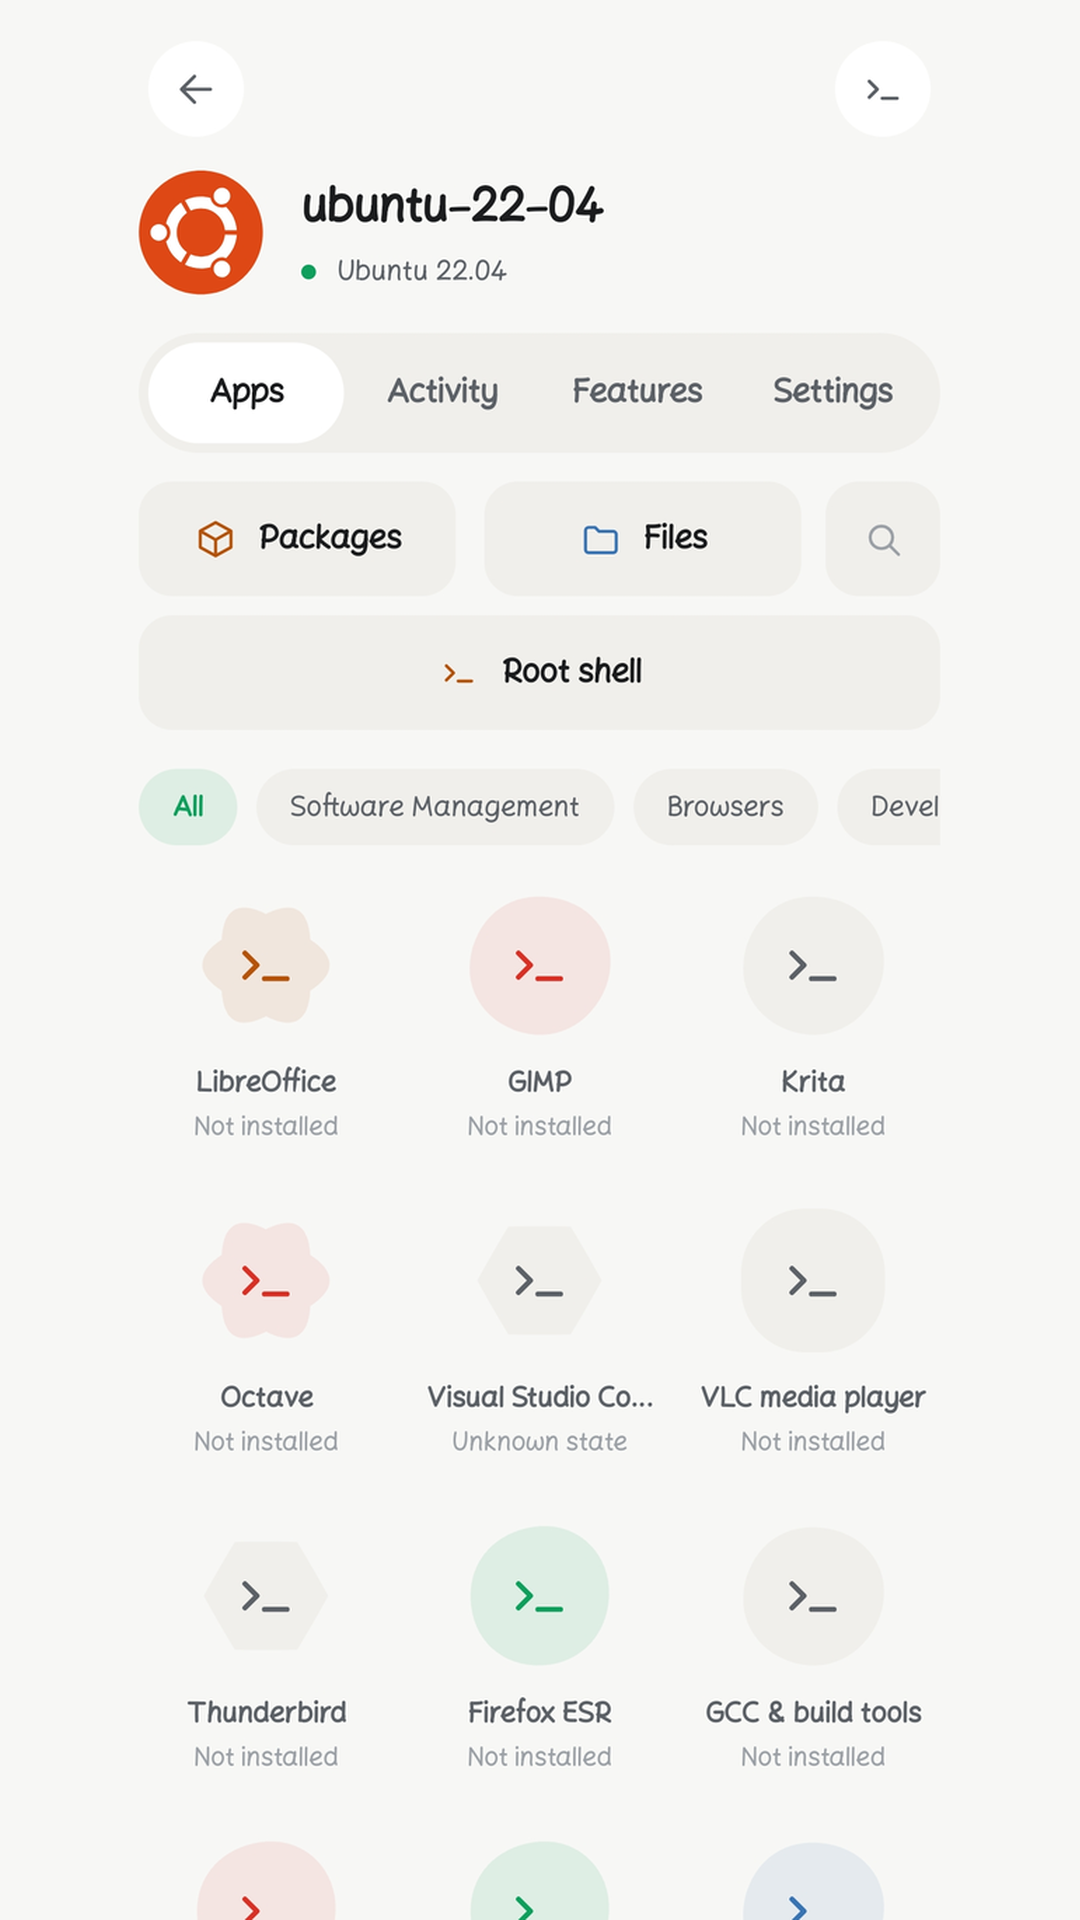 ubuntu-22-04
Ubuntu 22.04
Apps Activity Features Settings
Packages Files
Root shell
All Software Management Browsers Devel
LibreOffice GIMP Krita
Not installed Not installed Not installed
Octave Visual Studio Co... VLC media player
Not installed Unknown state Not installed
Thunderbird Firefox ESR GCC & build tools
Not installed Not installed Not installed